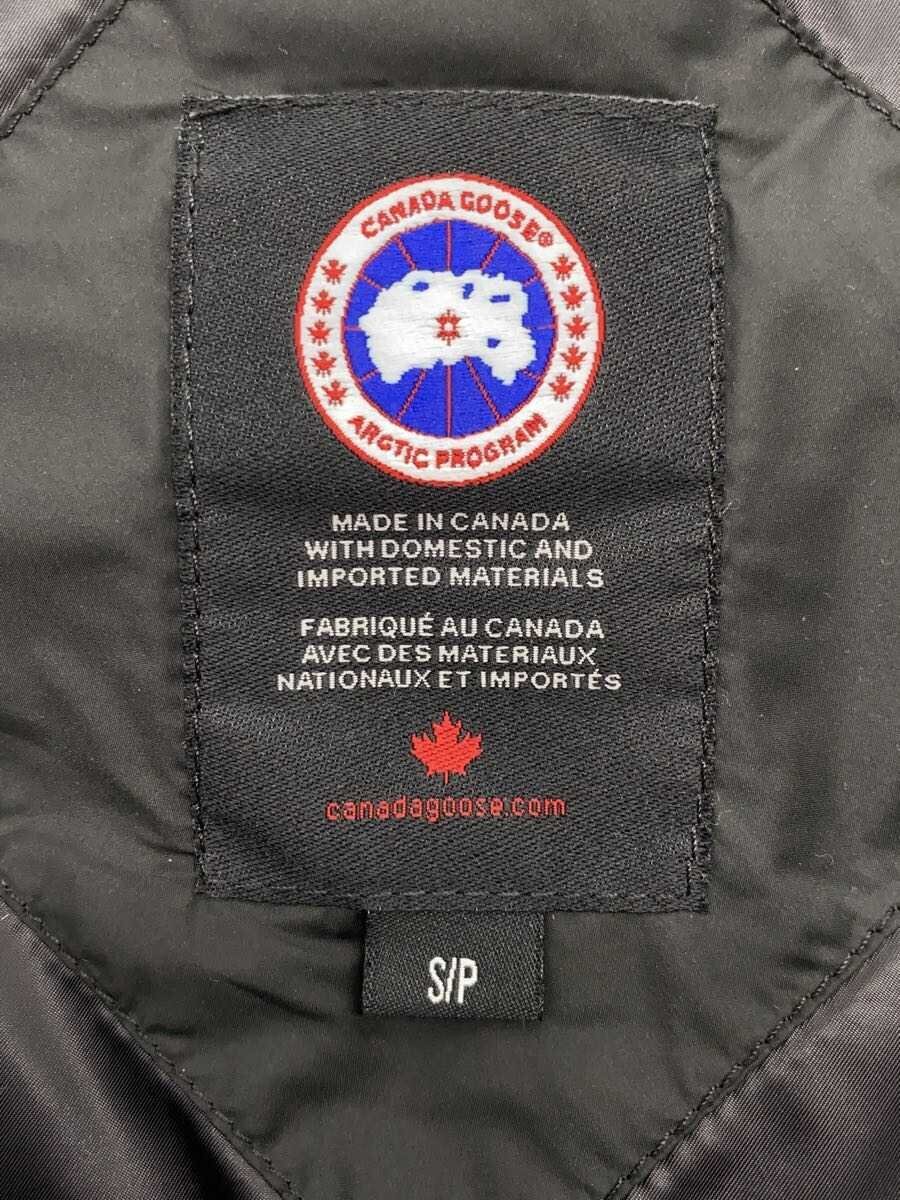 CANADA GOOSE®
ARCTIC PROGRAM
MADE IN CANADA
WITH DOMESTIC AND
IMPORTED MATERIALS
FABRIQUÉ AU CANADA
AVEC DES MATERIAUX
NATIONAUX ET IMPORTÉS
canadagoose.com
S/P